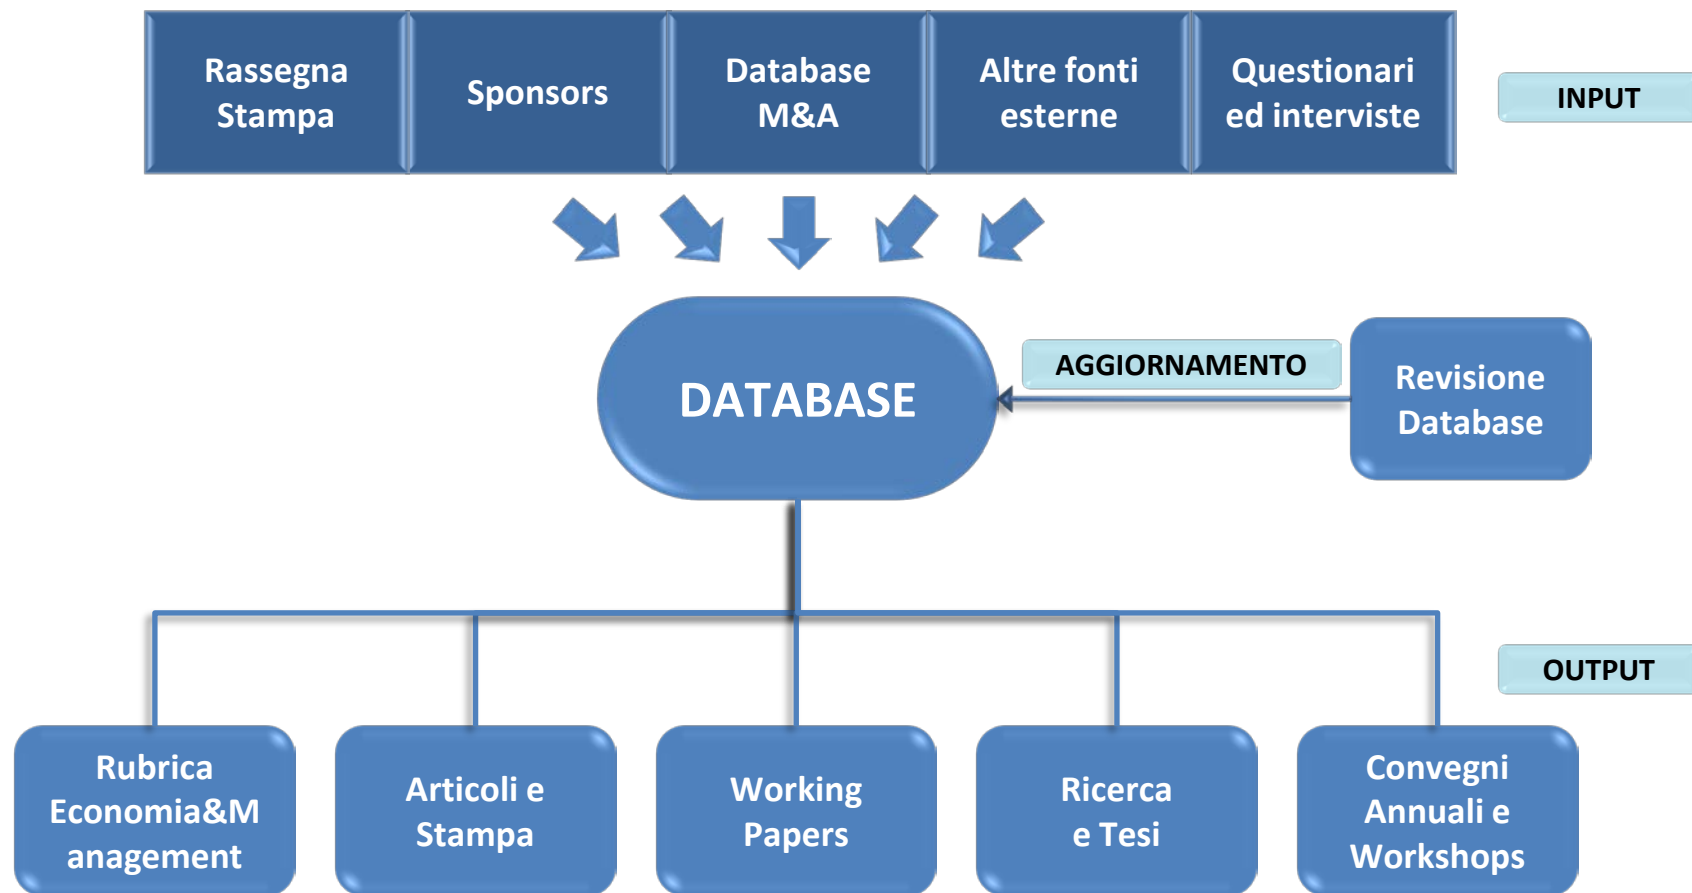 Rassegna
Stampa
Sponsors
Database
M&A
Altre fonti
esterne
Questionari
ed interviste
INPUT
DATABASE
AGGIORNAMENTO
Revisione
Database
OUTPUT
Rubrica
Economia&M
anagement
Articoli e
Stampa
Working
Papers
Ricerca
e Tesi
Convegni
Annuali e
Workshops